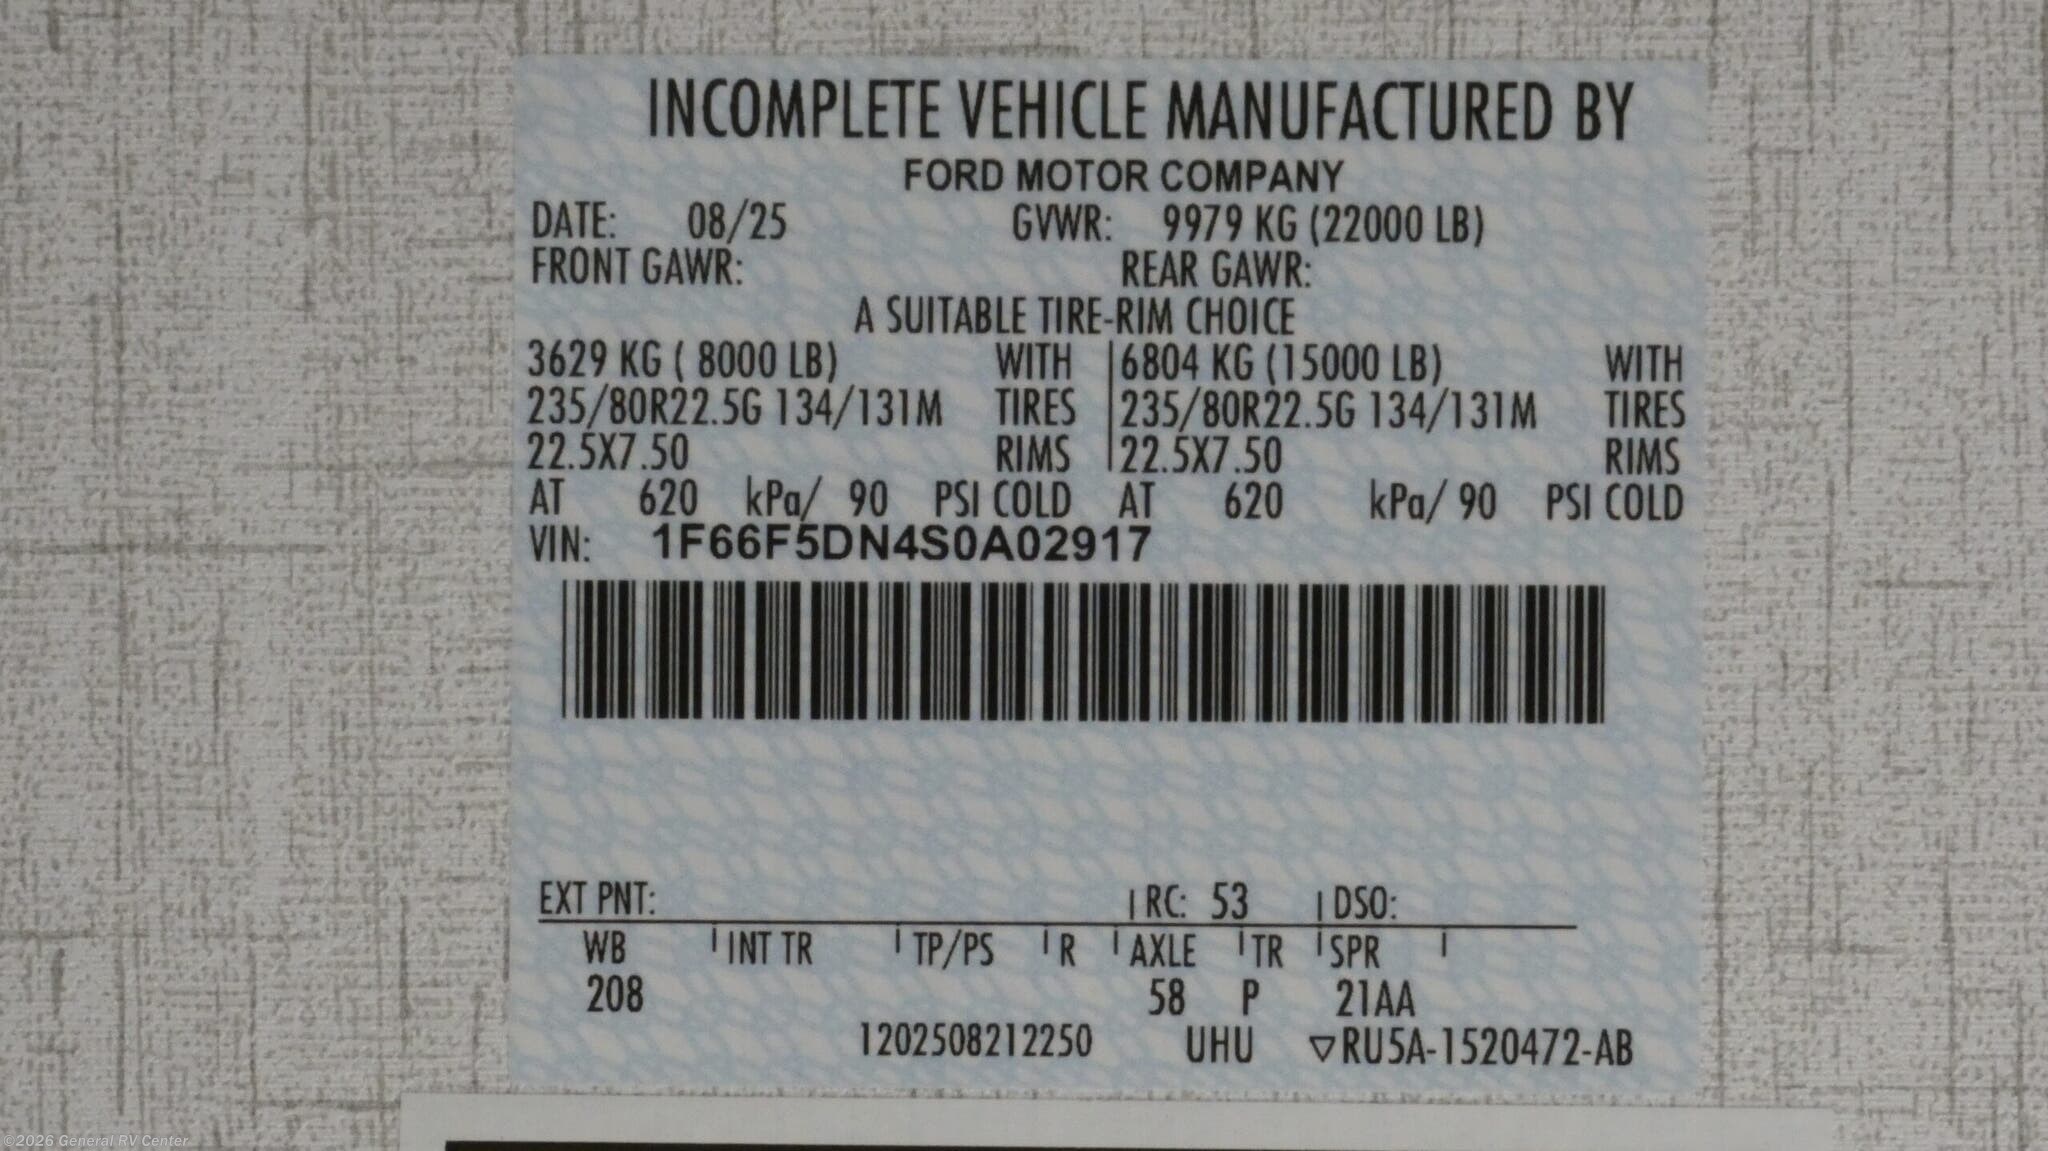 INCOMPLETE VEHICLE MANUFACTURED BY
FORD MOTOR COMPANY
DATE: 08/25 GVWR: 9979 KG (22000 LB)
FRONT GAWR: REAR GAWR:
A SUITABLE TIRE-RIM CHOICE
3629 KG ( 8000 LB) WITH 6804 KG (15000 LB) WITH
235/80R22.5G 134/131M TIRES 235/80R22.5G 134/131M TIRES
22.5X7.50 RIMS 22.5X7.50 RIMS
AT 620 kPa/ 90 PSI COLD AT 620 kPa/ 90 PSI COLD
VIN: 1F66F5DN4S0A02917
EXT PNT: RC: 53 DSO:
WB INT TR TP/PS R AXLE TR SPR
208 58 P 21AA
1202508212250 UHU ▽RU5A-1520472-AB
©2026 General RV Center